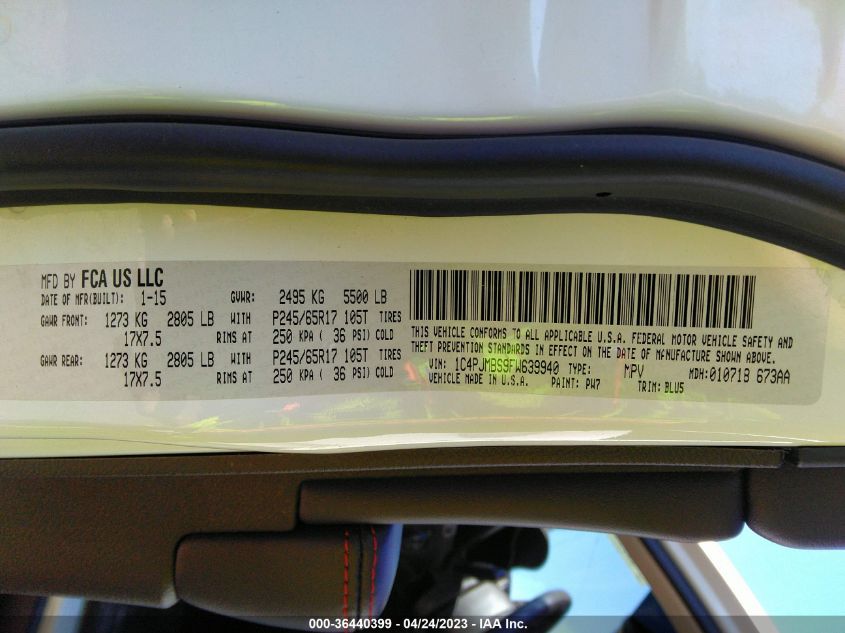 MFD BY FCA US LLC
DATE OF MFR(BUILT): 1-15 GVWR: 2495 KG 5500 LB
GAWR FRONT: 1273 KG 2805 LB WITH P245/65R17 105T TIRES
17X7.5 RIMS AT 250 KPA ( 36 PSI) COLD
GAWR REAR: 1273 KG 2805 LB WITH P245/65R17 105T TIRES
17X7.5 RIMS AT 250 KPA ( 36 PSI) COLD
THIS VEHICLE CONFORMS TO ALL APPLICABLE U.S.A. FEDERAL MOTOR VEHICLE SAFETY AND
THEFT PREVENTION STANDARDS IN EFFECT ON THE DATE OF MANUFACTURE SHOWN ABOVE.
VIN: 1C4PJMBS9FW639940 TYPE: MPV MDH:010718 673AA
VEHICLE MADE IN U.S.A. PAINT: PW7 TRIM: BLU5
000-36440399 - 04/24/2023 - IAA Inc.